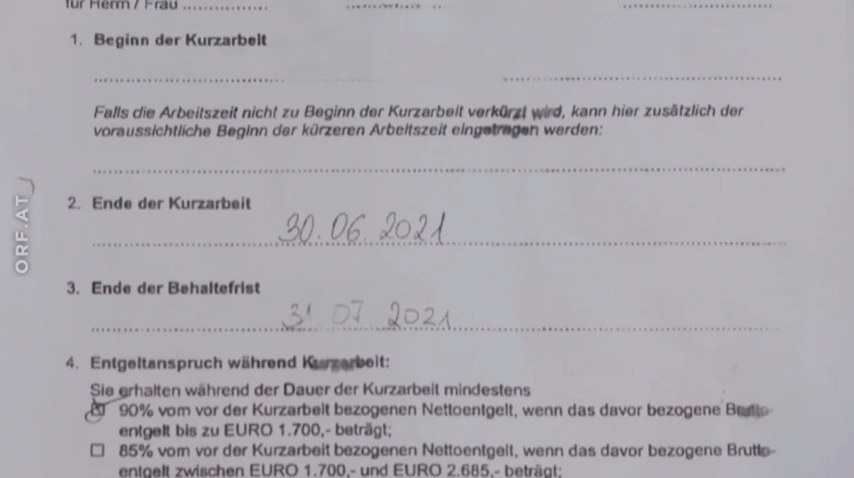 für Herrn / Frau
1. Beginn der Kurzarbeit
Falls die Arbeitszeit nicht zu Beginn der Kurzarbeit verkürzt wird, kann hier zusätzlich der
voraussichtliche Beginn der kürzeren Arbeitszeit eingetragen werden:
2. Ende der Kurzarbeit
30.06.2021
3. Ende der Behaltefrist
31 07 2021
4. Entgeltanspruch während Kurzarbeit:
Sie erhalten während der Dauer der Kurzarbeit mindestens
90% vom vor der Kurzarbeit bezogenen Nettoentgelt, wenn das davor bezogene Brutto-
entgelt bis zu EURO 1.700,- beträgt;
85% vom vor der Kurzarbeit bezogenen Nettoentgelt, wenn das davor bezogene Brutto-
entgelt zwischen EURO 1.700,- und EURO 2.685,- beträgt;
ORF.AT